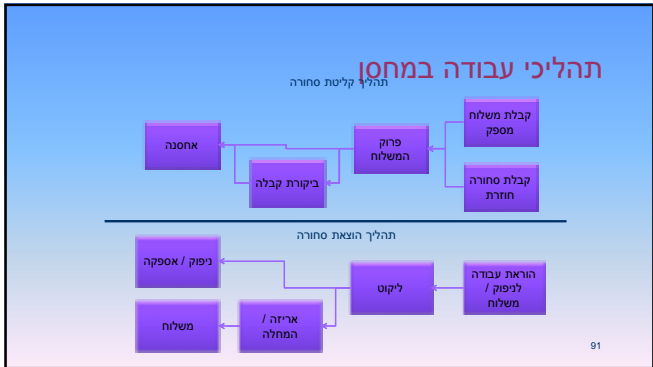 תהליכי עבודה במחסן
תהליך קליטת סחורה
קבלת משלוח
מספק
פרוק
המשלוח
אחסנה
ביקורת קבלה
קבלת סחורה
חוזרת
תהליך הוצאת סחורה
הוראת עבודה
לניפוק /
משלוח
ליקוט
ניפוק / אספקה
אריזה /
המחלה
משלוח
91